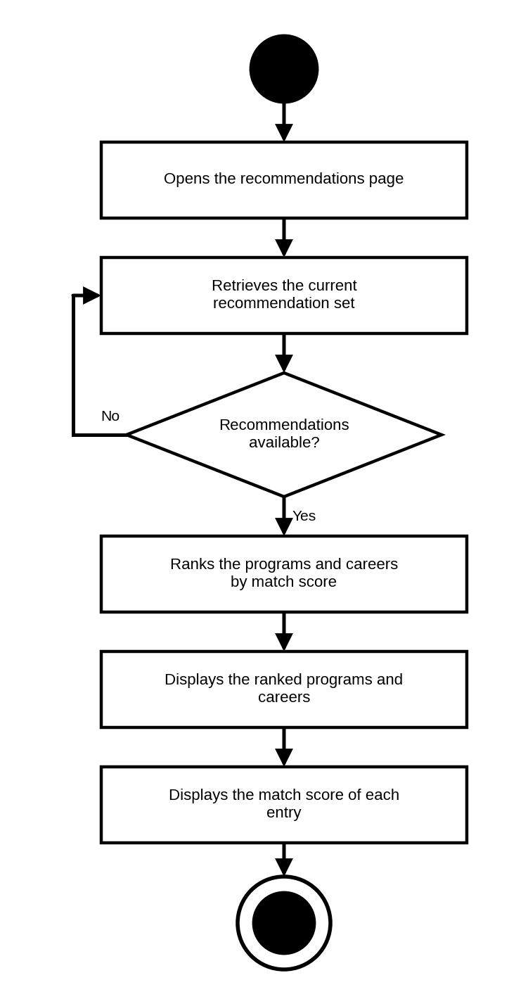 Opens the recommendations page
Retrieves the current
recommendation set
No
Recommendations
available?
Yes
Ranks the programs and careers
by match score
Displays the ranked programs and
careers
Displays the match score of each
entry